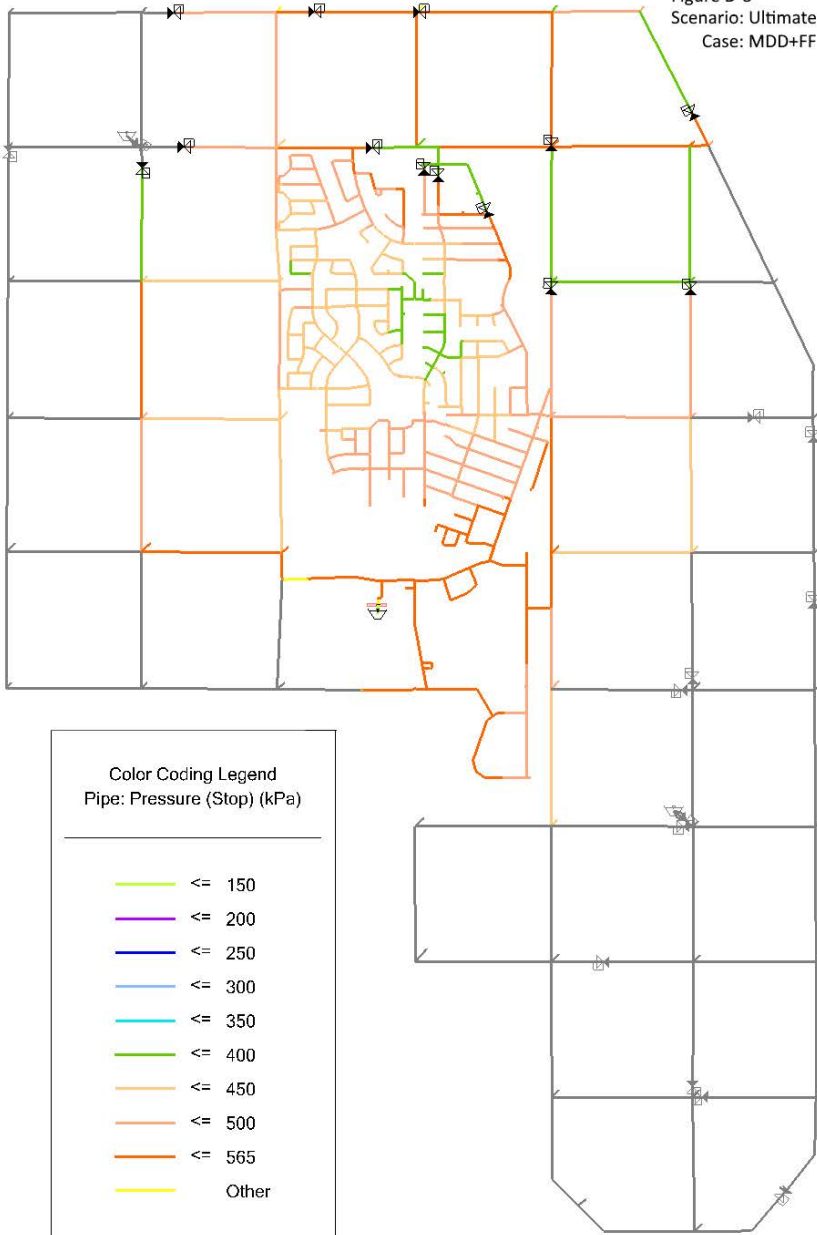 Scenario: Ultimate
Case: MDD+FF
Color Coding Legend
Pipe: Pressure (Stop) (kPa)
<= 150
<= 200
<= 250
<= 300
<= 350
<= 400
<= 450
<= 500
<= 565
Other